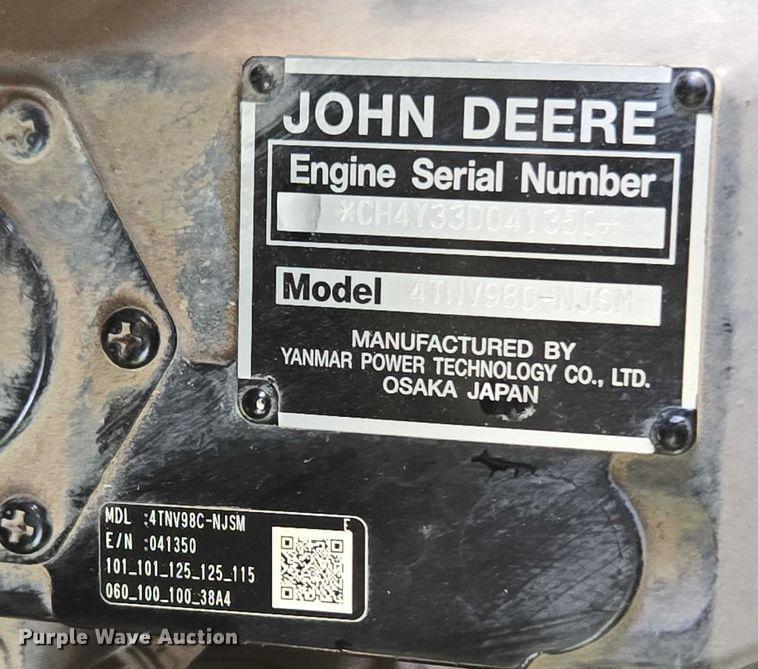 JOHN DEERE
Engine Serial Number
*CH4Y33D041350*
Model 4TNV98C-NJSM
MANUFACTURED BY
YANMAR POWER TECHNOLOGY CO., LTD.
OSAKA JAPAN
MDL :4TNV98C-NJSM F
E/N :041350
101_101_125_125_115
060_100_100_38A4
Purple Wave Auction